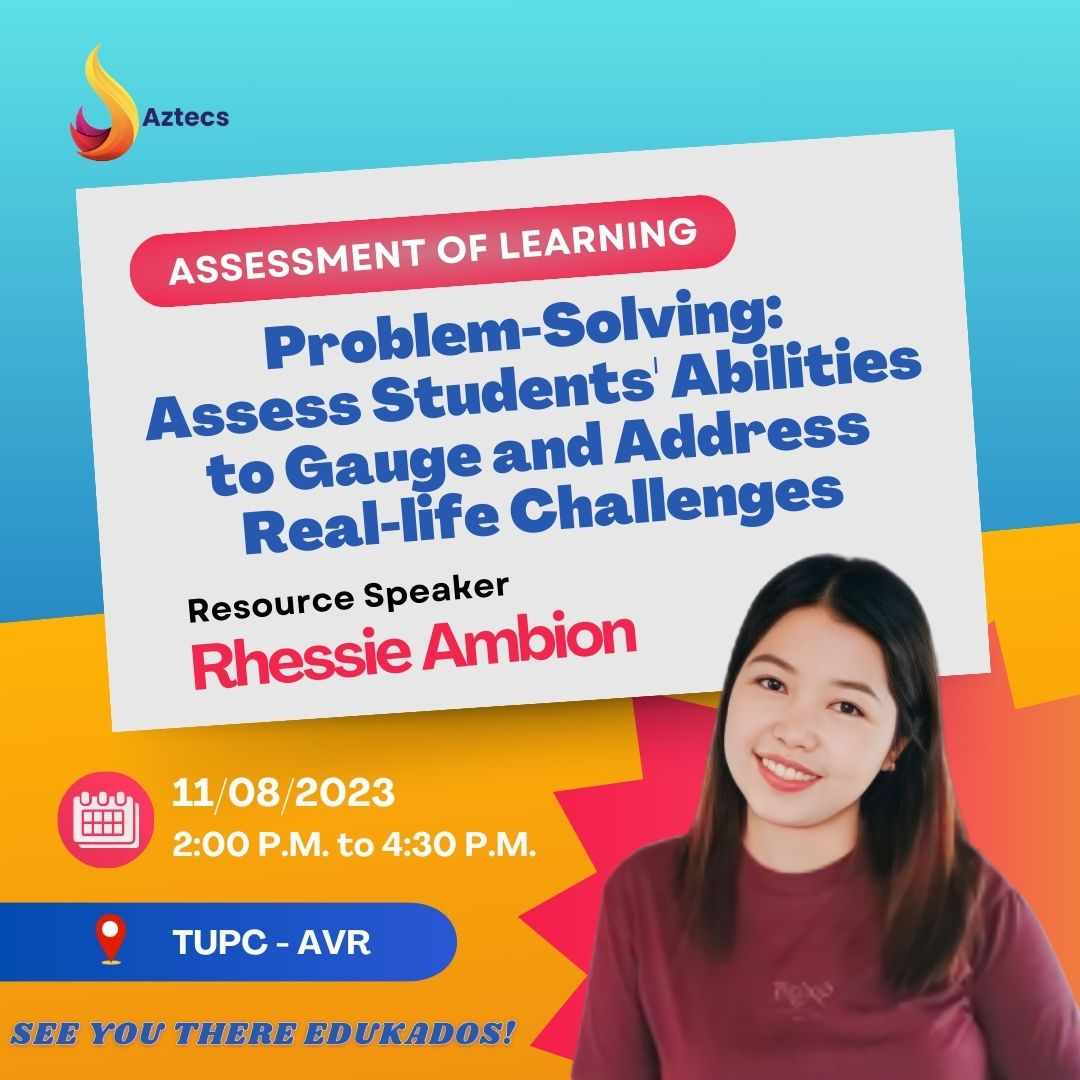 Aztecs
ASSESSMENT OF LEARNING
Problem-Solving:
Assess Students' Abilities
to Gauge and Address
Real-life Challenges
Resource Speaker
Rhessie Ambion
11/08/2023
2:00 P.M. to 4:30 P.M.
TUPC - AVR
SEE YOU THERE EDUKADOS!